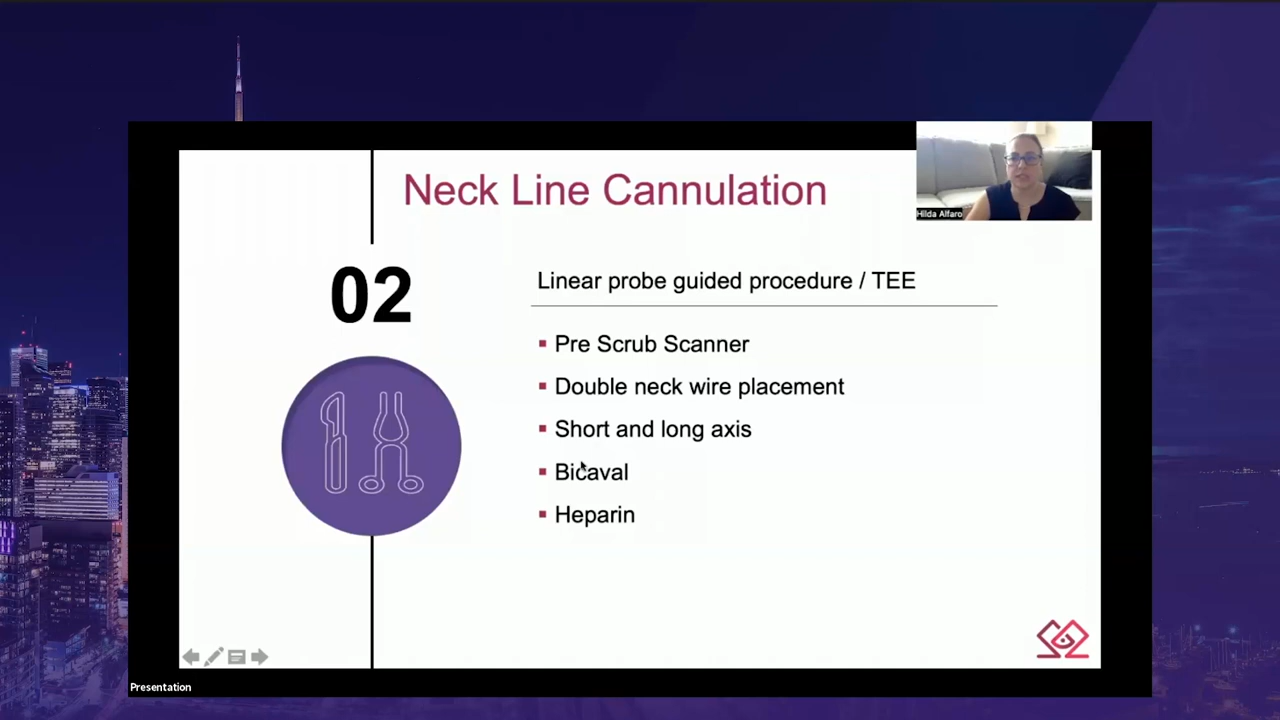 Neck Line Cannulation
Hilda Alfaro
02
Linear probe guided procedure / TEE
Pre Scrub Scanner
Double neck wire placement
Short and long axis
Bicaval
Heparin
Presentation